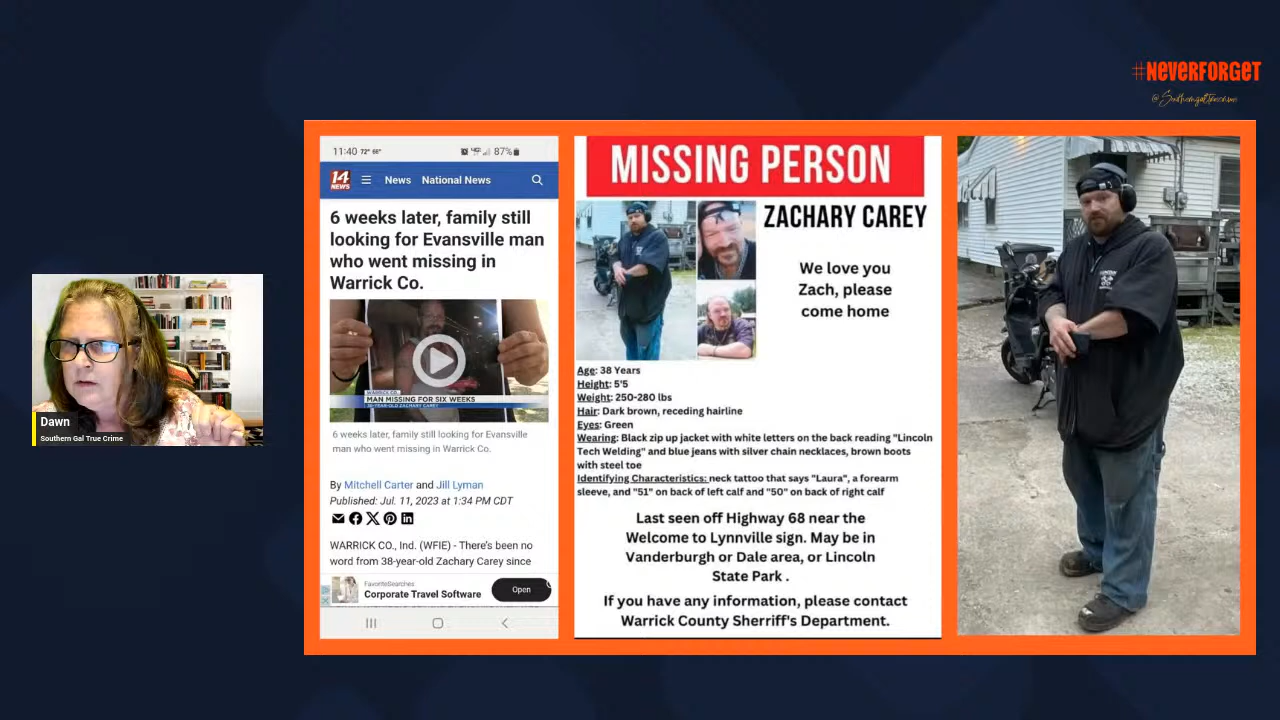 #NEVERFORGET
@Southerngaltruecrime
11:40 72° 88°
87%
14
NEWS
News National News
6 weeks later, family still
looking for Evansville man
who went missing in
Warrick Co.
WARRICK CO.
MAN MISSING FOR SIX WEEKS
38-YEAR-OLD ZACHARY CAREY
6 weeks later, family still looking for Evansville
man who went missing in Warrick Co.
By Mitchell Carter and Jill Lyman
Published: Jul. 11, 2023 at 1:34 PM CDT
WARRICK CO., Ind. (WFIE) - There's been no
word from 38-year-old Zachary Carey since
FavoriteSearches
Corporate Travel Software
Open
MISSING PERSON
ZACHARY CAREY
We love you
Zach, please
come home
Age: 38 Years
Height: 5'5
Weight: 250-280 lbs
Hair: Dark brown, receding hairline
Eyes: Green
Wearing: Black zip up jacket with white letters on the back reading "Lincoln
Tech Welding" and blue jeans with silver chain necklaces, brown boots
with steel toe
Identifying Characteristics: neck tattoo that says "Laura", a forearm
sleeve, and "51" on back of left calf and "50" on back of right calf
Last seen off Highway 68 near the
Welcome to Lynnville sign. May be in
Vanderburgh or Dale area, or Lincoln
State Park .
If you have any information, please contact
Warrick County Sherriff's Department.
Dawn
Southern Gal True Crime